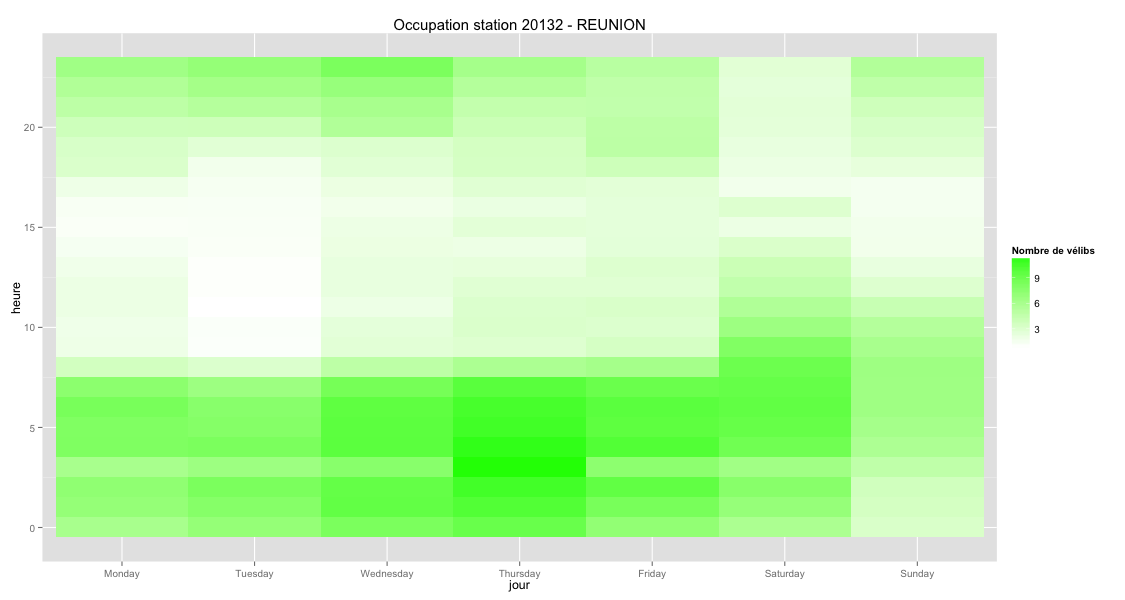 Occupation station 20132 - REUNION
heure
20
15
10
5
0
Monday Tuesday Wednesday Thursday Friday Saturday Sunday
jour
Nombre de vélibs
9
6
3